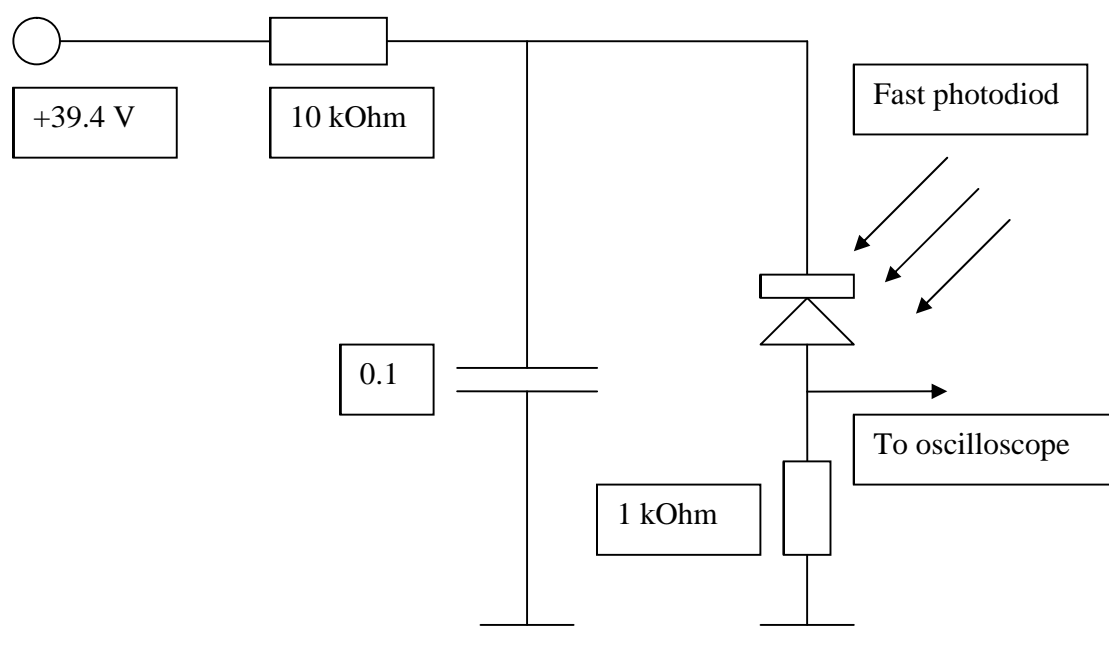 Fast photodiod
+39.4 V
10 kOhm
0.1
To oscilloscope
1 kOhm